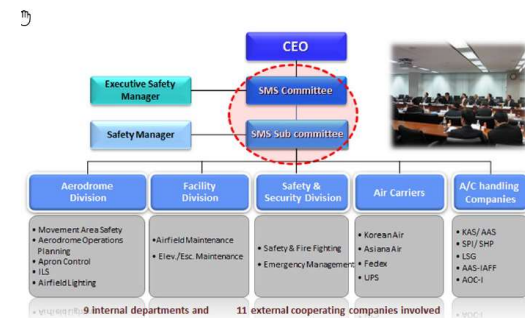 CEO
Executive Safety
Manager
SMS Committee
Safety Manager
SMS Sub committee
Aerodrome
Division
Facility
Division
Safety &
Security Division
Air Carriers
A/C handling
Companies
• Movement Area Safety
• Aerodrome Operations
Planning
• Apron Control
• ILS
• Airfield Lighting
•Airfield Maintenance
• Elev./Esc. Maintenance
• Safety & Fire Fighting
• Emergency Management
• Korean Air
• Asiana Air
• Fedex
• UPS
• KAS/ AAS
• SPI/ SHP
• LSG
• AAS-IAFF
• AOC-I
9 internal departments and 11 external cooperating companies involved